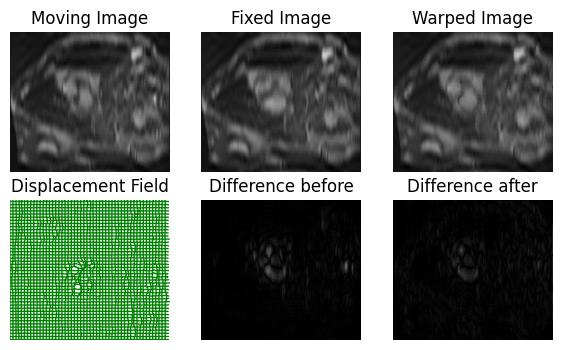 Moving Image
Fixed Image
Warped Image
Displacement Field
Difference before
Difference after